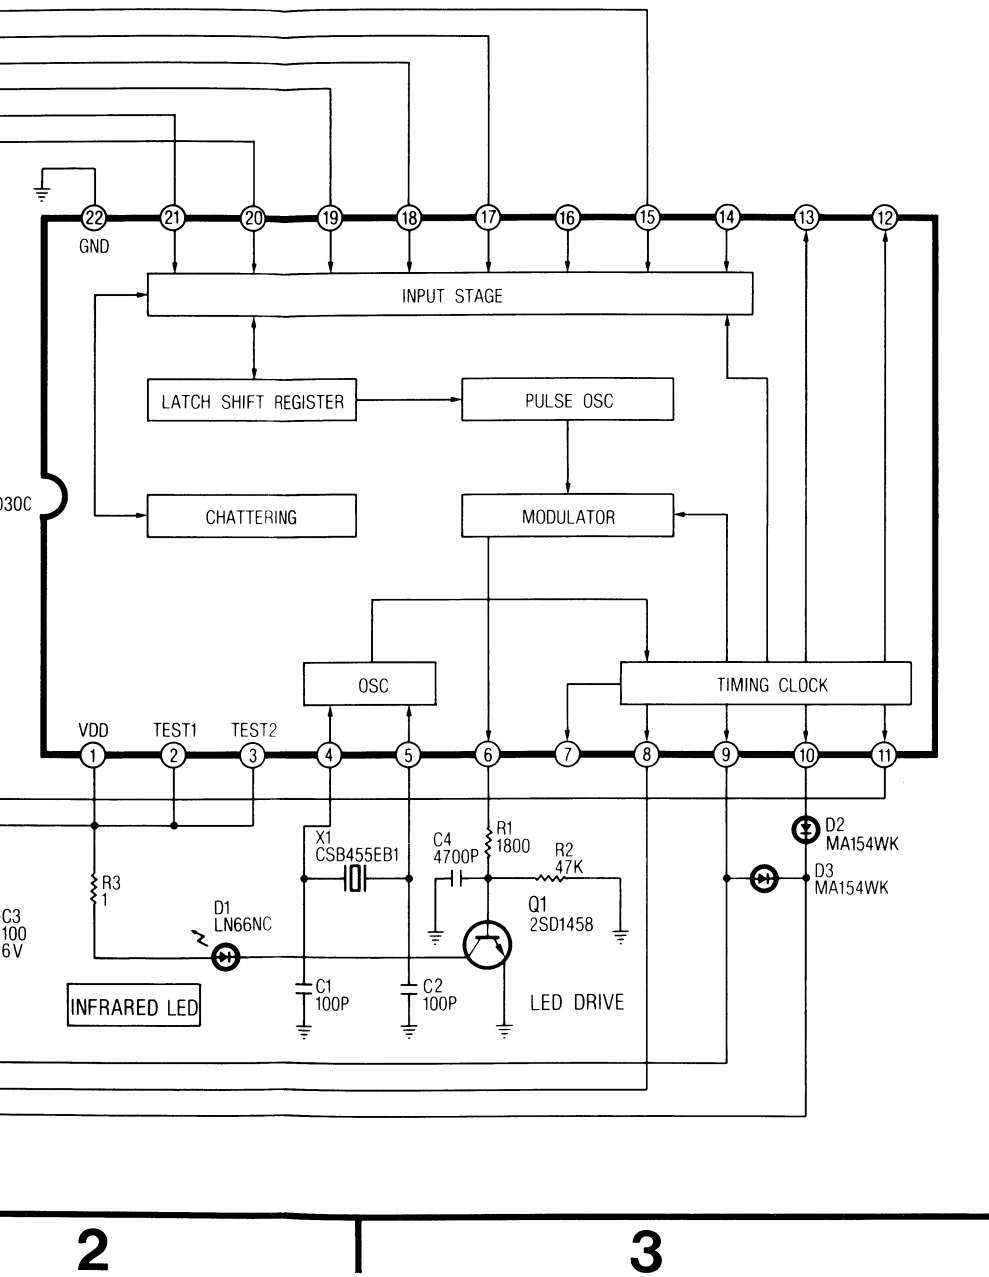 22 21 20 19 18 17 16 15 14 13 12
GND
INPUT STAGE
LATCH SHIFT REGISTER
PULSE OSC
030C
CHATTERING
MODULATOR
OSC
TIMING CLOCK
VDD
TEST1
TEST2
1 2 3 4 5 6 7 8 9 10 11
X1
CSB455EB1
C4
4700P
R1
1800
R2
47K
D2
MA154WK
D3
MA154WK
R3
1
C3
100
6V
D1
LN66NC
Q1
2SD1458
INFRARED LED
C1
100P
C2
100P
LED DRIVE
2
3